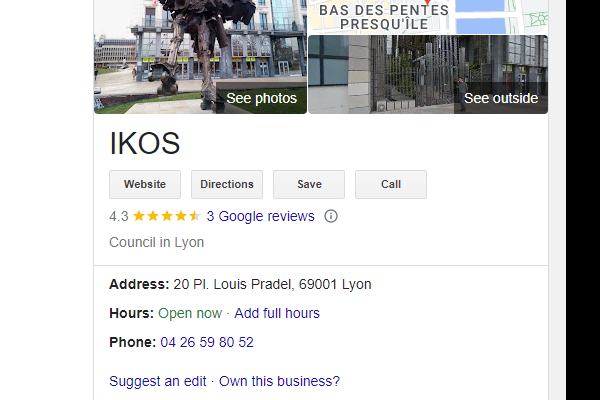 BAS DES PENTES
PRESQU'ÎLE
See photos
See outside
IKOS
Website
Directions
Save
Call
4.3 3 Google reviews
Council in Lyon
Address: 20 Pl. Louis Pradel, 69001 Lyon
Hours: Open now · Add full hours
Phone: 04 26 59 80 52
Suggest an edit · Own this business?